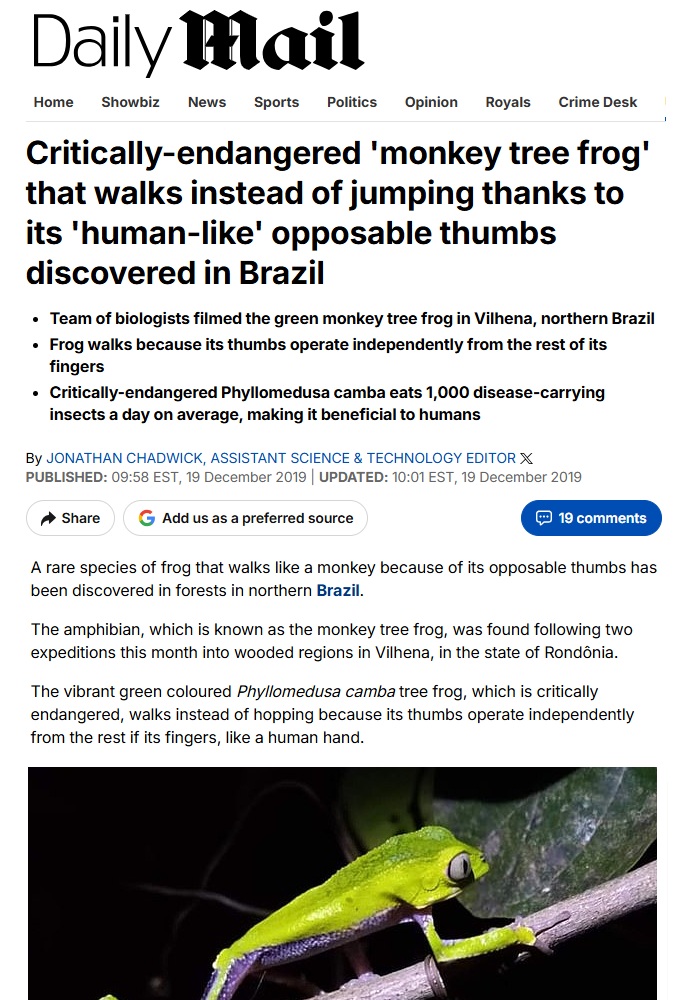 Daily Mail
Home Showbiz News Sports Politics Opinion Royals Crime Desk
Critically-endangered 'monkey tree frog'
that walks instead of jumping thanks to
its 'human-like' opposable thumbs
discovered in Brazil
• Team of biologists filmed the green monkey tree frog in Vilhena, northern Brazil
• Frog walks because its thumbs operate independently from the rest of its
fingers
• Critically-endangered Phyllomedusa camba eats 1,000 disease-carrying
insects a day on average, making it beneficial to humans
By JONATHAN CHADWICK, ASSISTANT SCIENCE & TECHNOLOGY EDITOR
PUBLISHED: 09:58 EST, 19 December 2019 | UPDATED: 10:01 EST, 19 December 2019
Share Add us as a preferred source 19 comments
A rare species of frog that walks like a monkey because of its opposable thumbs has
been discovered in forests in northern Brazil.
The amphibian, which is known as the monkey tree frog, was found following two
expeditions this month into wooded regions in Vilhena, in the state of Rondônia.
The vibrant green coloured Phyllomedusa camba tree frog, which is critically
endangered, walks instead of hopping because its thumbs operate independently
from the rest if its fingers, like a human hand.